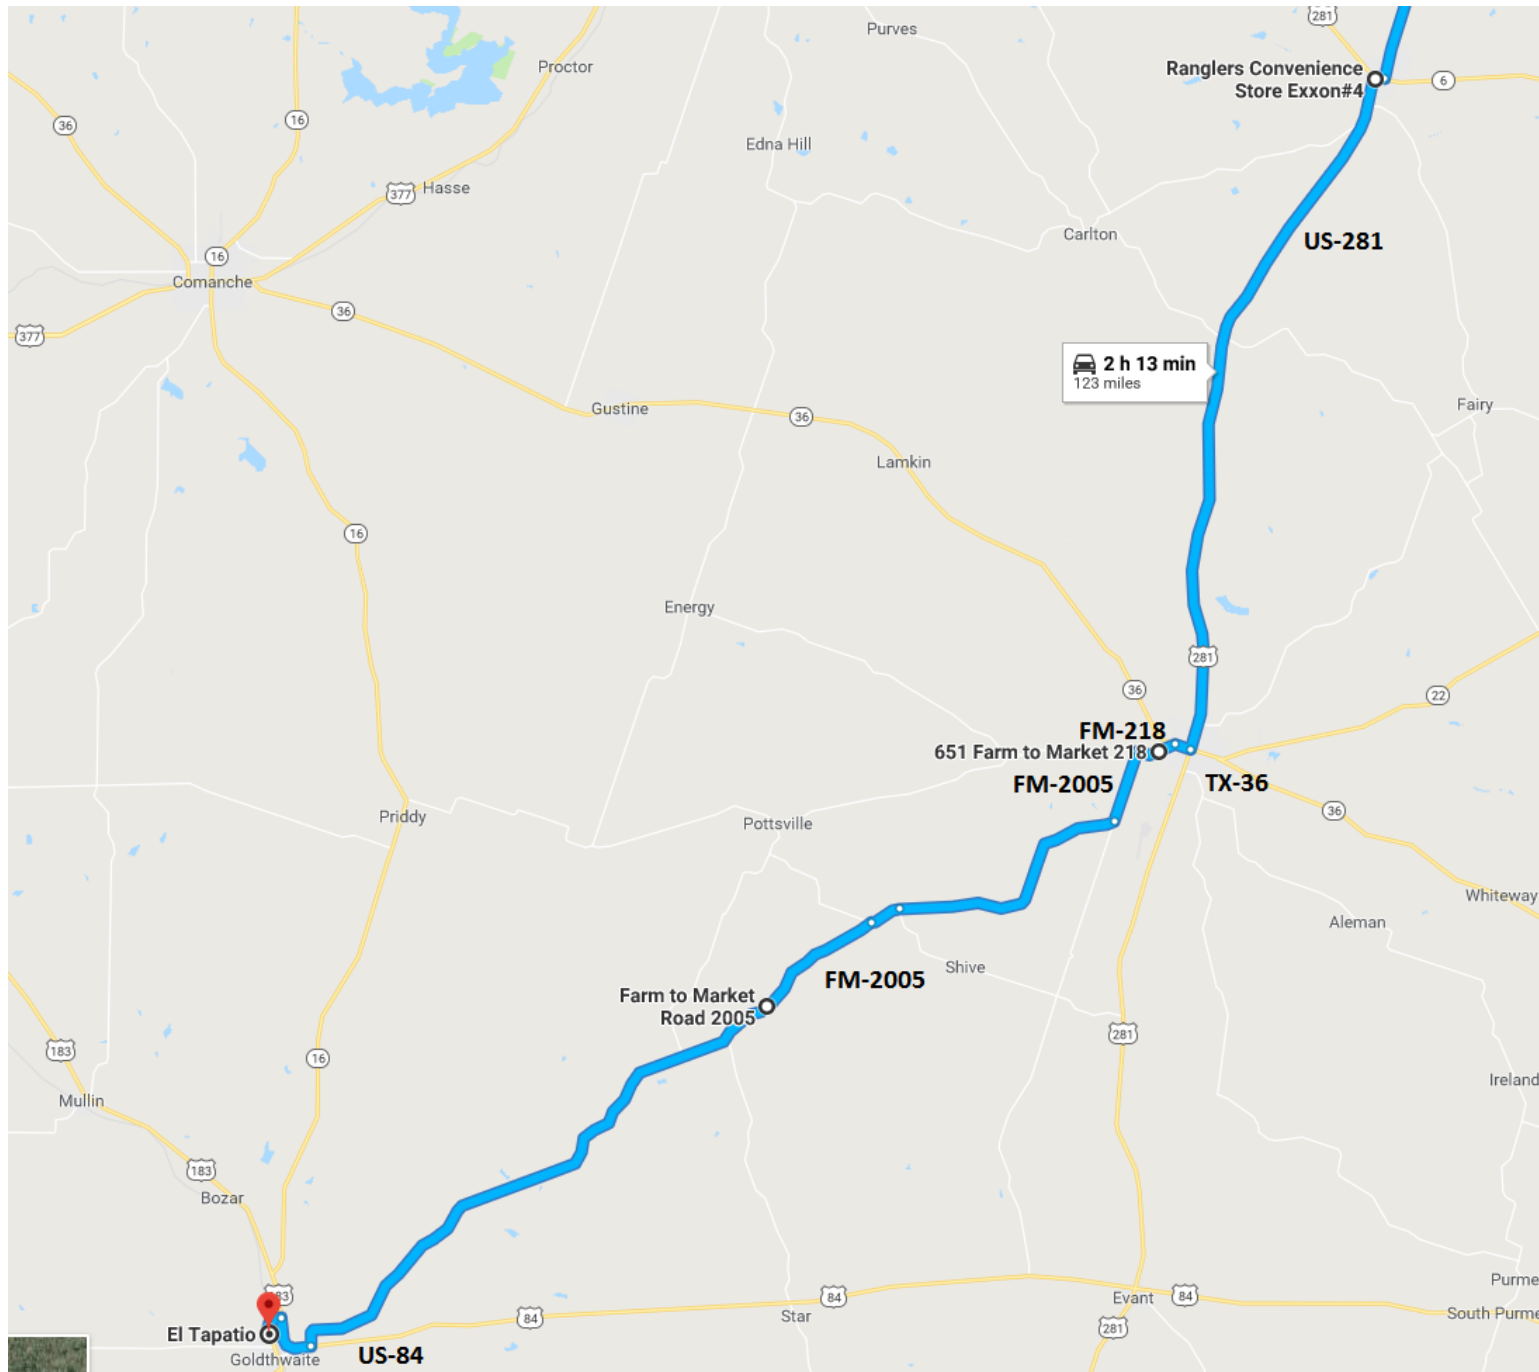 281
Purves
Proctor
Ranglers Convenience
Store Exxon#4
6
16
36
Edna Hill
377
Hasse
Carlton
US-281
16
Comanche
36
377
2 h 13 min
123 miles
Gustine
36
Fairy
Lamkin
16
Energy
281
36
22
FM-218
651 Farm to Market 218
FM-2005
TX-36
Priddy
Pottsville
36
Whiteway
Aleman
Shive
FM-2005
Farm to Market
Road 2005
281
183
16
Ireland
Mullin
183
Bozar
83
84
Evant
84
Purme
Star
84
South Purme
281
El Tapatio
Goldthwaite
US-84